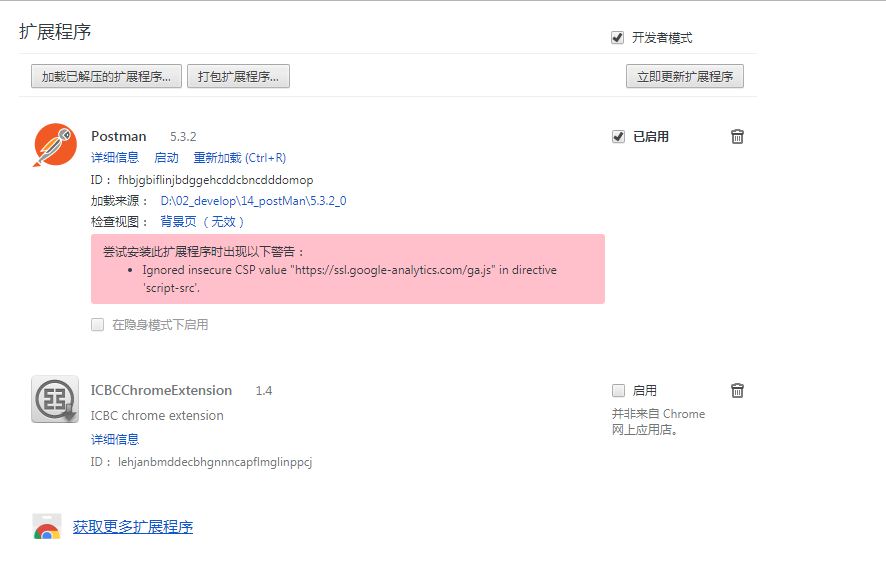 扩展程序
开发者模式
加载已解压的扩展程序...
打包扩展程序...
立即更新扩展程序
Postman 5.3.2
已启用
详细信息 启动 重新加载 (Ctrl+R)
ID： fhbjgbiflinjbdggehcddcbncdddomop
加载来源： D:\02_develop\14_postMan\5.3.2_0
检查视图： 背景页 （无效）
尝试安装此扩展程序时出现以下警告：
• Ignored insecure CSP value "https://ssl.google-analytics.com/ga.js" in directive
'script-src'.
在隐身模式下启用
ICBCChromeExtension 1.4
启用
ICBC chrome extension
并非来自 Chrome
网上应用店。
详细信息
ID： lehjanbmddecbhgnnncapflmglinppcj
获取更多扩展程序